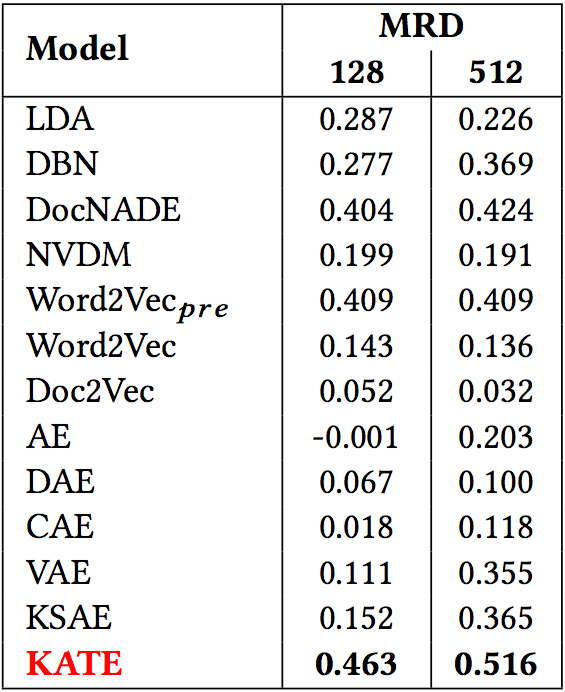 Model MRD
128 512
LDA 0.287 0.226
DBN 0.277 0.369
DocNADE 0.404 0.424
NVDM 0.199 0.191
Word2Vecpre 0.409 0.409
Word2Vec 0.143 0.136
Doc2Vec 0.052 0.032
AE -0.001 0.203
DAE 0.067 0.100
CAE 0.018 0.118
VAE 0.111 0.355
KSAE 0.152 0.365
KATE 0.463 0.516